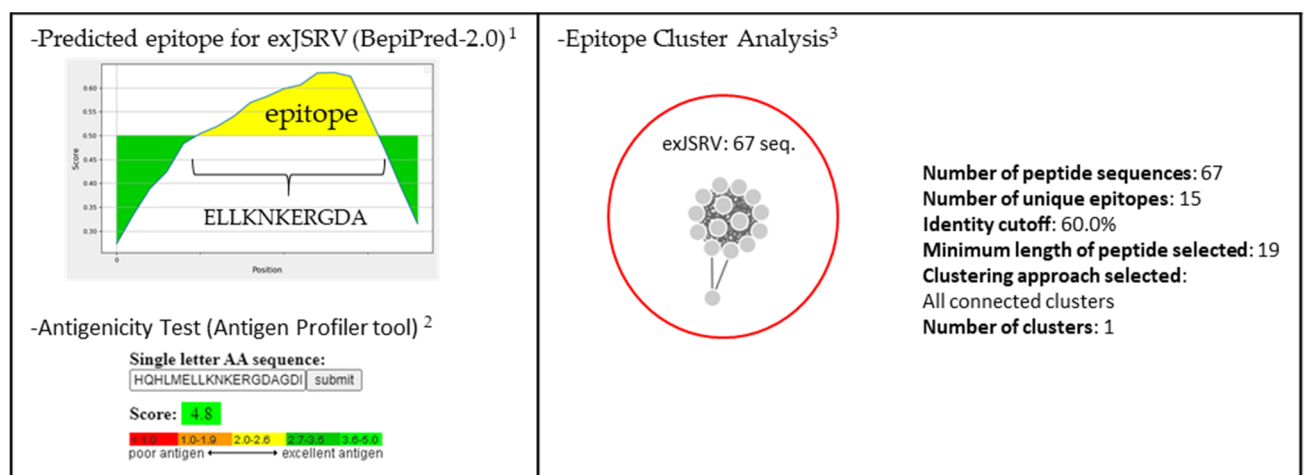 -Predicted epitope for exJSRV (BepiPred-2.0)1
0.60
0.55
0.50
0.45
0.40
0.35
0.30
Score
epitope
ELLKNKERGDA
0
Position
-Antigenicity Test (Antigen Profiler tool) 2
Single letter AA sequence:
HQHLMELLKNKERGDAGDI submit
Score: 4.8
< 1.0 1.0-1.9 2.0-2.6 2.7-3.5 3.6-5.0
poor antigen excellent antigen
-Epitope Cluster Analysis3
exJSRV: 67 seq.
Number of peptide sequences: 67
Number of unique epitopes: 15
Identity cutoff: 60.0%
Minimum length of peptide selected: 19
Clustering approach selected:
All connected clusters
Number of clusters: 1